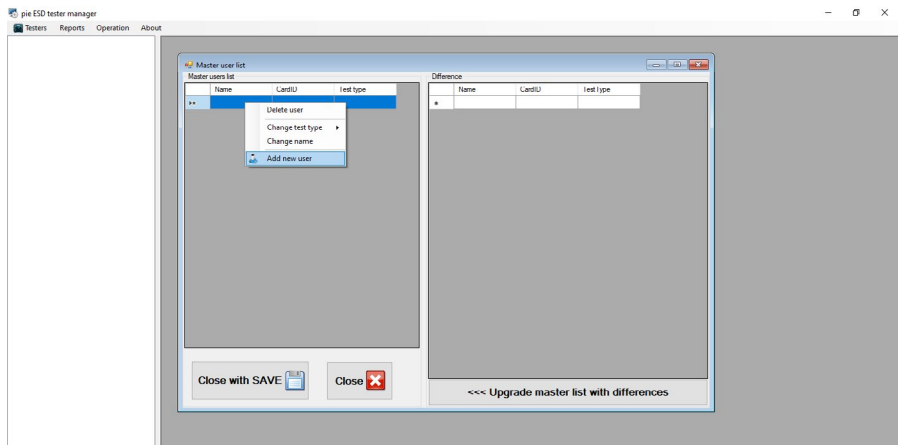 pie ESD tester manager
Testers Reports Operation About
Master user list
Master users list
Difference
Name CardID Test type
Name CardID Test type
Delete user
Change test type
Change name
Add new user
Close with SAVE
Close
<<< Upgrade master list with differences